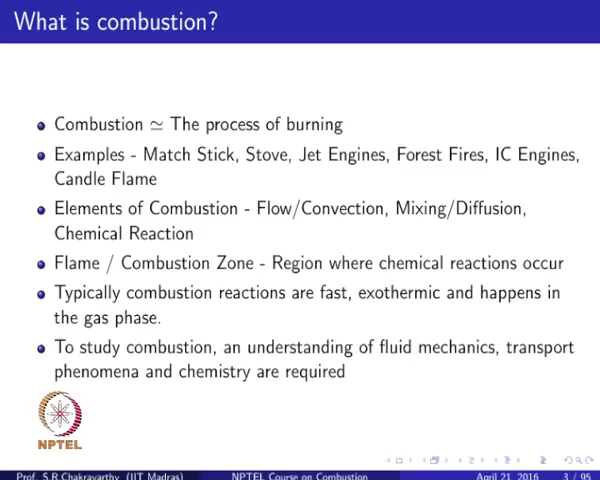 What is combustion?
Combustion ≃ The process of burning
Examples - Match Stick, Stove, Jet Engines, Forest Fires, IC Engines,
Candle Flame
Elements of Combustion - Flow/Convection, Mixing/Diffusion,
Chemical Reaction
Flame / Combustion Zone - Region where chemical reactions occur
Typically combustion reactions are fast, exothermic and happens in
the gas phase.
To study combustion, an understanding of fluid mechanics, transport
phenomena and chemistry are required
NPTEL
Prof. S.R.Chakravarthy (IIT Madras) NPTEL Course on Combustion April 21, 2016 3 / 95